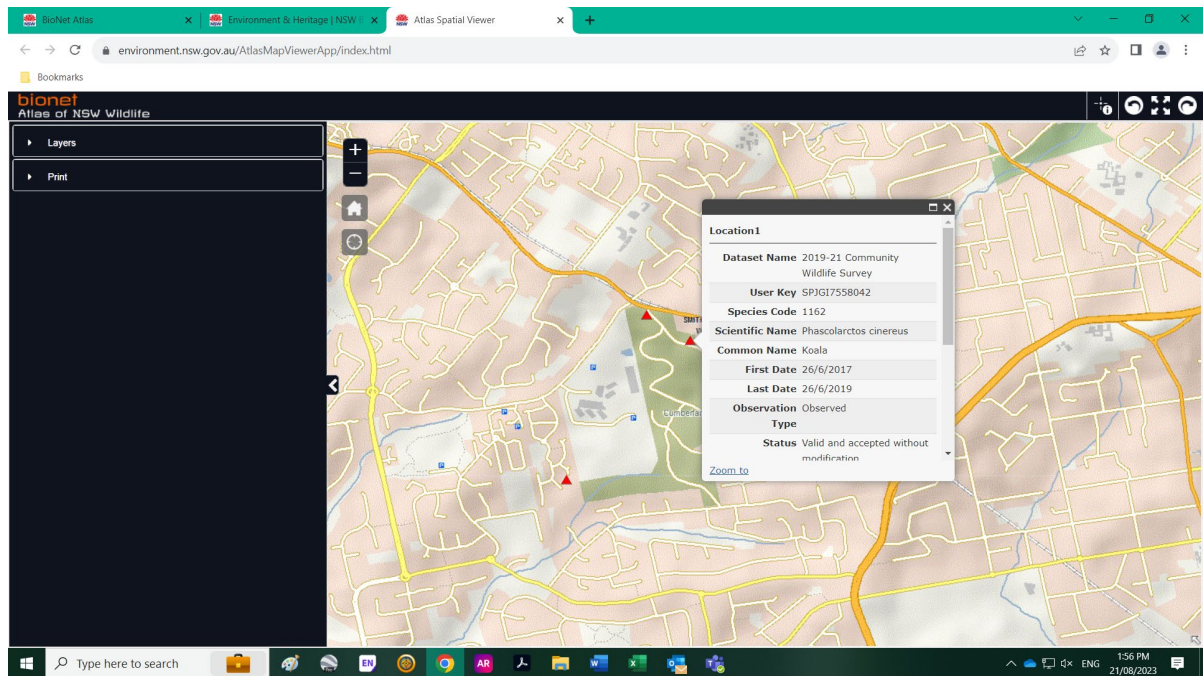 BioNet Atlas
Environment & Heritage | NSW E
Atlas Spatial Viewer
environment.nsw.gov.au/AtlasMapViewerApp/index.html
Bookmarks
bionet
Atlas of NSW Wildlife
Layers
Print
Location1
Dataset Name 2019-21 Community
Wildlife Survey
User Key SPJGI7558042
Species Code 1162
Scientific Name Phascolarctos cinereus
Common Name Koala
First Date 26/6/2017
Last Date 26/6/2019
Observation Observed
Type
Status Valid and accepted without
modification
Zoom to
Type here to search
EN
AR
ENG
1:56 PM
21/08/2023